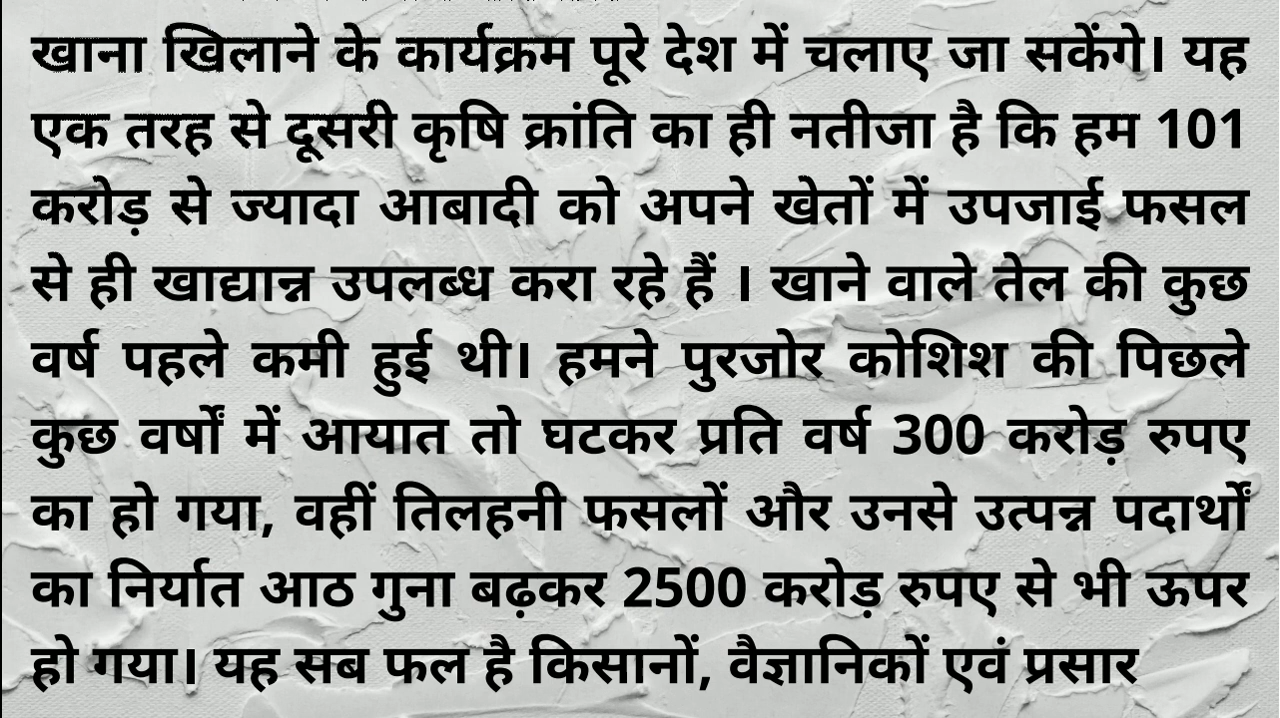 खाना खिलाने के कार्यक्रम पूरे देश में चलाए जा सकेंगे। यह
एक तरह से दूसरी कृषि क्रांति का ही नतीजा है कि हम 101
करोड़ से ज्यादा आबादी को अपने खेतों में उपजाई फसल
से ही खाद्यान्न उपलब्ध करा रहे हैं । खाने वाले तेल की कुछ
वर्ष पहले कमी हुई थी। हमने पुरजोर कोशिश की पिछले
कुछ वर्षों में आयात तो घटकर प्रति वर्ष 300 करोड़ रुपए
का हो गया, वहीं तिलहनी फसलों और उनसे उत्पन्न पदार्थों
का निर्यात आठ गुना बढ़कर 2500 करोड़ रुपए से भी ऊपर
हो गया। यह सब फल है किसानों, वैज्ञानिकों एवं प्रसार